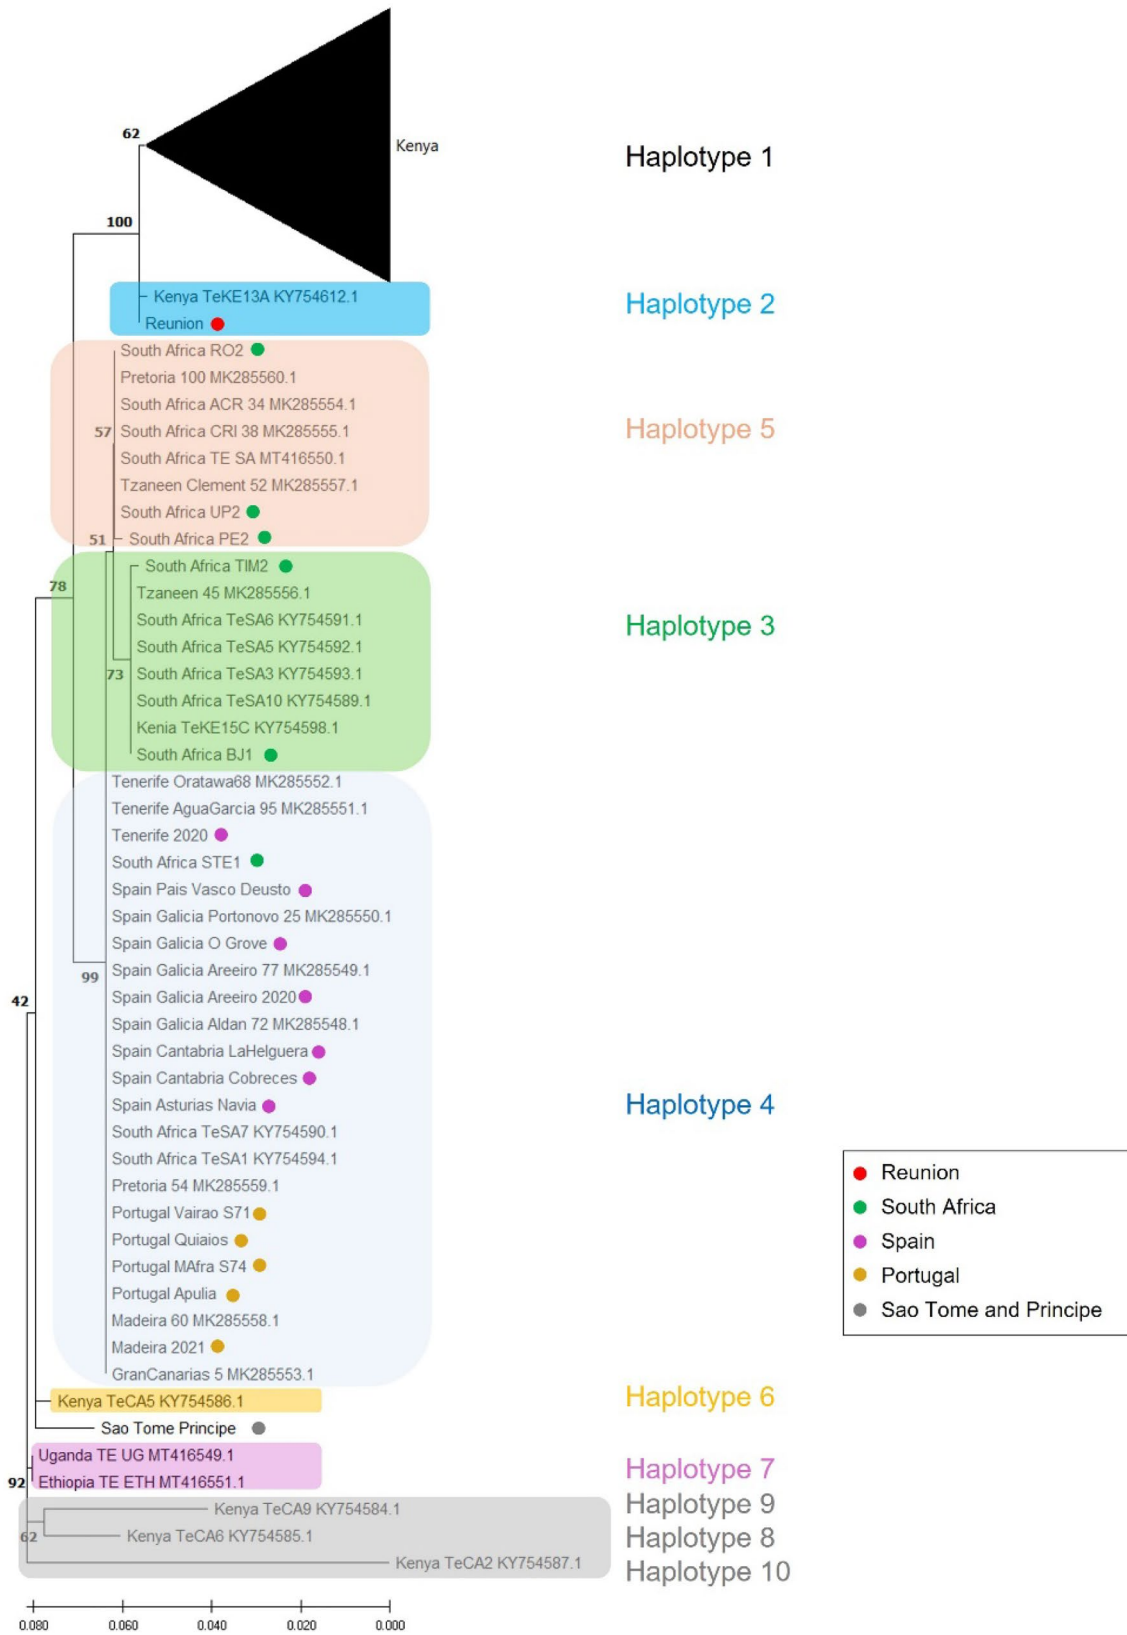 62
Kenya
Haplotype 1
100
Kenya TeKE13A KY754612.1
Haplotype 2
Reunion
South Africa RO2
Pretoria 100 MK285560.1
South Africa ACR 34 MK285554.1
57
South Africa CRI 38 MK285555.1
Haplotype 5
South Africa TE SA MT416550.1
Tzaneen Clement 52 MK285557.1
South Africa UP2
51
South Africa PE2
South Africa TIM2
78
Tzaneen 45 MK285556.1
South Africa TeSA6 KY754591.1
Haplotype 3
South Africa TeSA5 KY754592.1
73
South Africa TeSA3 KY754593.1
South Africa TeSA10 KY754589.1
Kenia TeKE15C KY754598.1
South Africa BJ1
Tenerife Oratawa68 MK285552.1
Tenerife AguaGarcia 95 MK285551.1
Tenerife 2020
South Africa STE1
Spain Pais Vasco Deusto
Spain Galicia Portonovo 25 MK285550.1
Spain Galicia O Grove
99
Spain Galicia Areeiro 77 MK285549.1
42
Spain Galicia Areeiro 2020
Spain Galicia Aldan 72 MK285548.1
Spain Cantabria LaHelguera
Spain Cantabria Cobreces
Spain Asturias Navia
Haplotype 4
South Africa TeSA7 KY754590.1
South Africa TeSA1 KY754594.1
Pretoria 54 MK285559.1
Portugal Vairao S71
Portugal Quiaios
Portugal MAfra S74
Portugal Apulia
Madeira 60 MK285558.1
Madeira 2021
GranCanarias 5 MK285553.1
Reunion
South Africa
Spain
Portugal
Sao Tome and Principe
Kenya TeCA5 KY754586.1
Haplotype 6
Sao Tome Principe
Uganda TE UG MT416549.1
Haplotype 7
92
Ethiopia TE ETH MT416551.1
Kenya TeCA9 KY754584.1
Haplotype 9
62
Kenya TeCA6 KY754585.1
Haplotype 8
Kenya TeCA2 KY754587.1
Haplotype 10
0.080 0.060 0.040 0.020 0.000